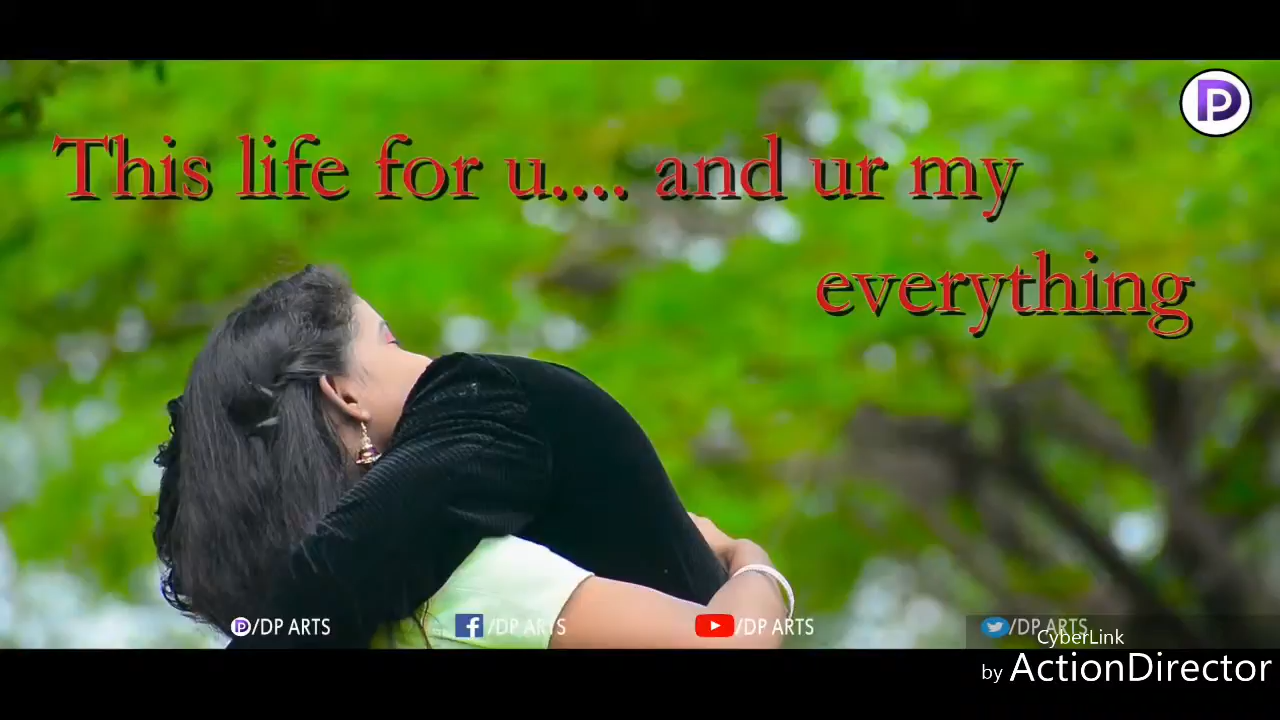 This life for u.... and ur my
everything
/DP ARTS
/DP ARTS
/DP ARTS
/DP ARTS
CyberLink
by ActionDirector